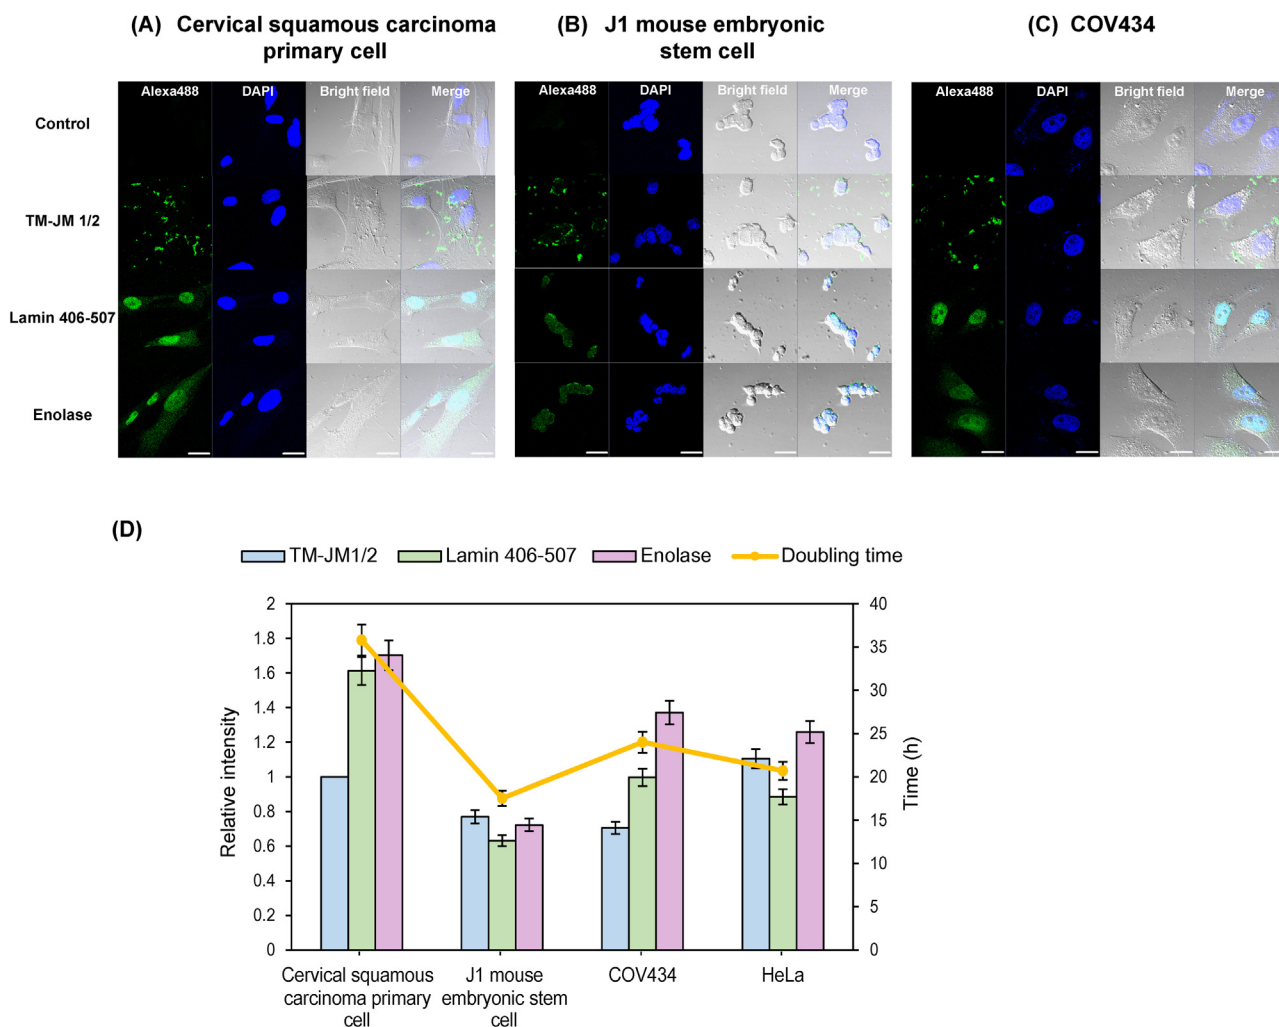 (A) Cervical squamous carcinoma
primary cell
(B) J1 mouse embryonic
stem cell
(C) COV434
Alexa488 DAPI Bright field Merge
Alexa488 DAPI Bright field Merge
Alexa488 DAPI Bright field Merge
Control
TM-JM 1/2
Lamin 406-507
Enolase
(D)
TM-JM1/2 Lamin 406-507 Enolase Doubling time
Relative intensity
2
1.8
1.6
1.4
1.2
1
0.8
0.6
0.4
0.2
0
40
35
30
25
20
15
10
5
0
Time (h)
Cervical squamous
carcinoma primary
cell
J1 mouse
embryonic stem
cell
COV434
HeLa